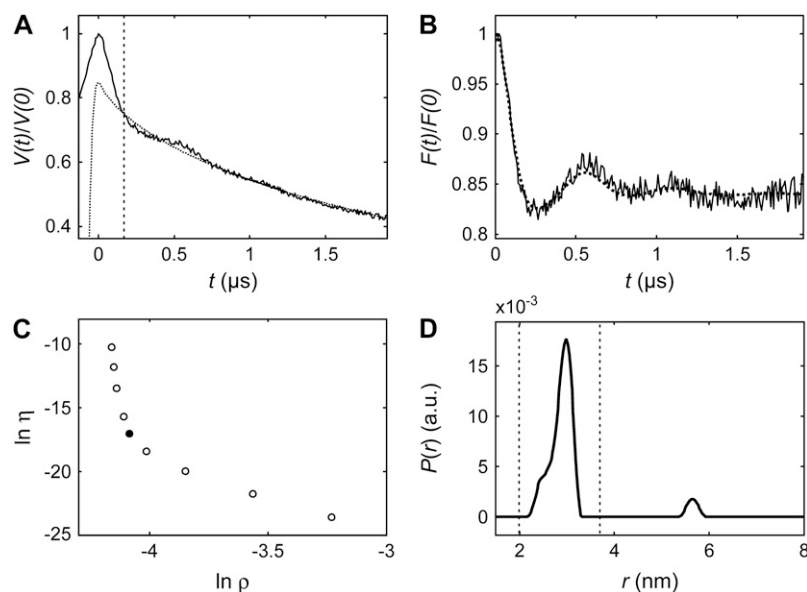 A
V(t)/V(0)
1
0.8
0.6
0.4
0
0.5
1
1.5
t (μs)
B
F(t)/F(0)
1
0.95
0.9
0.85
0.8
0
0.5
1
1.5
t (μs)
C
ln η
-10
-15
-20
-25
-4
-3.5
-3
ln ρ
D
x10⁻³
P(r) (a.u.)
15
10
5
0
2
4
6
8
r (nm)